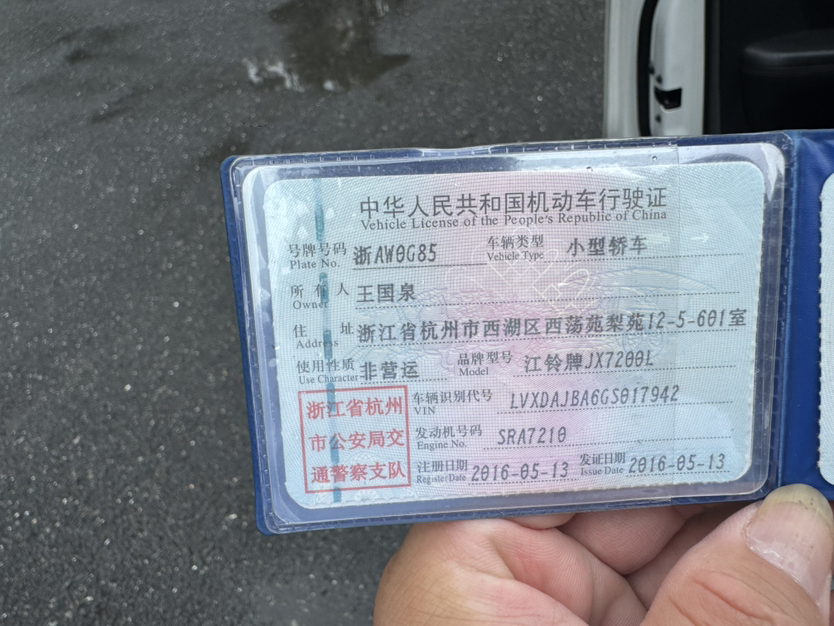 中华人民共和国机动车行驶证
Vehicle License of the People's Republic of China
号牌号码 浙AW0G85 车辆类型 小型轿车
Plate No. Vehicle Type
所有人 王国泉
Owner
住址 浙江省杭州市西湖区西荡苑梨苑12-5-601室
Address
使用性质 非营运 品牌型号 江铃牌JX7200L
Use Character Model
浙江省杭州 车辆识别代号 LVXDAJBA6GS017942
VIN
市公安局交 发动机号码 SRA7210
Engine No.
通警察支队 注册日期 2016-05-13 发证日期 2016-05-13
Register Date Issue Date